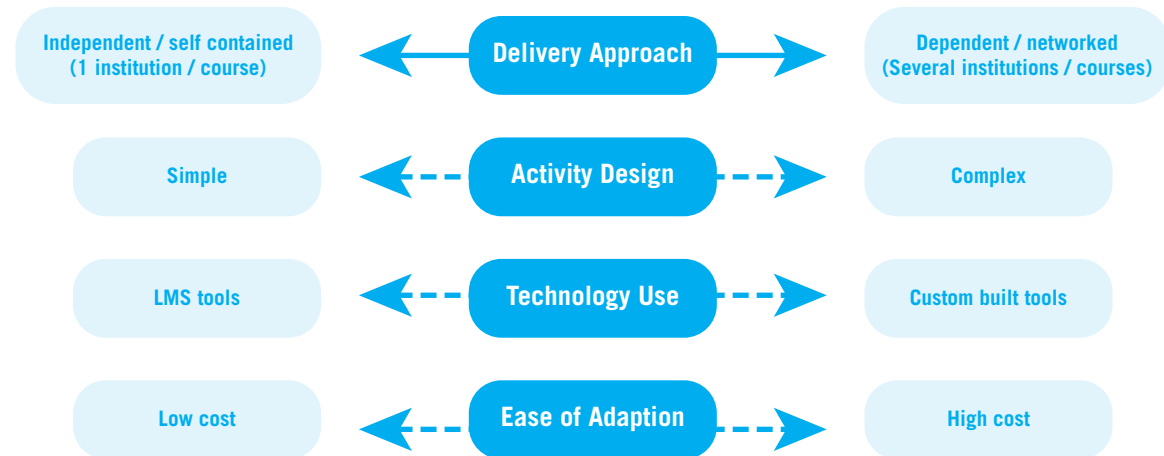 Independent / self contained
(1 institution / course)
Delivery Approach
Dependent / networked
(Several institutions / courses)
Simple
Activity Design
Complex
LMS tools
Technology Use
Custom built tools
Low cost
Ease of Adaption
High cost